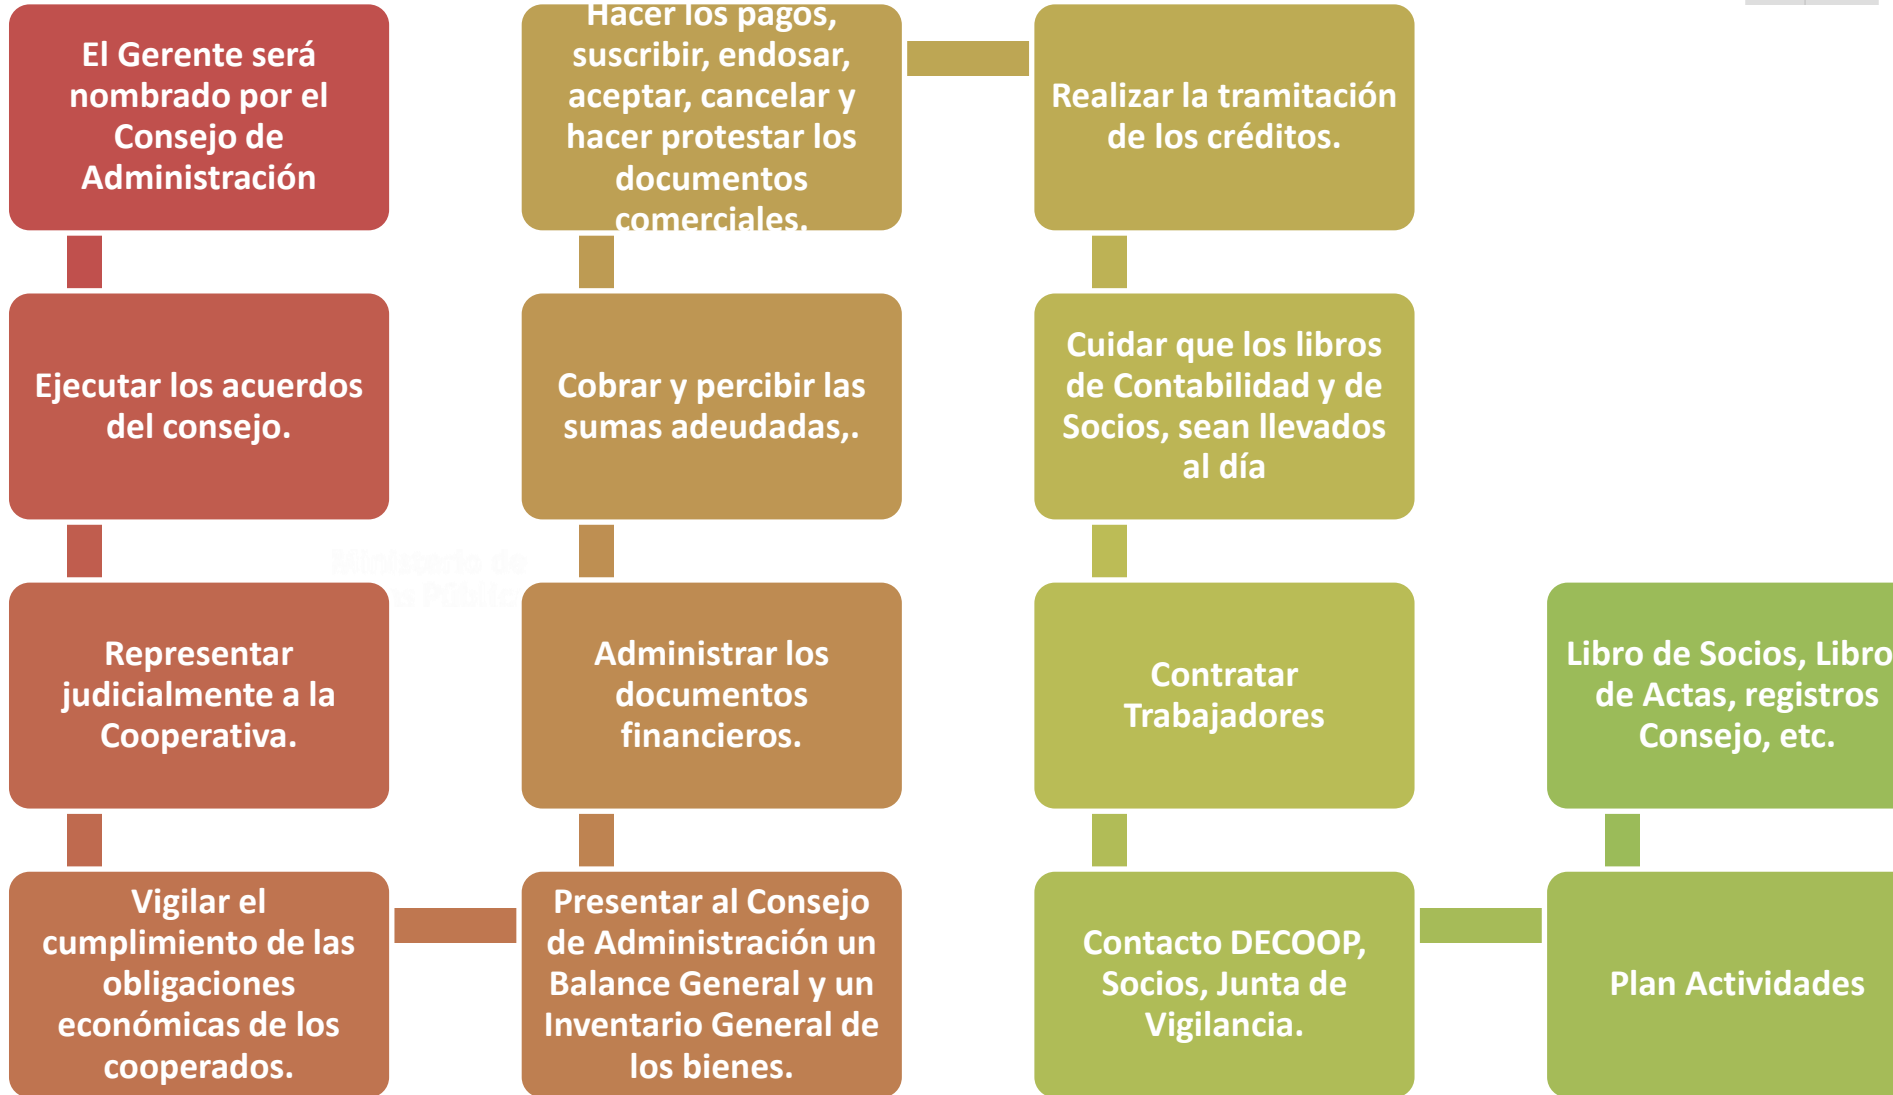 El Gerente será
nombrado por el
Consejo de
Administración
Ejecutar los acuerdos
del consejo.
Representar
judicialmente a la
Cooperativa.
Vigilar el
cumplimiento de las
obligaciones
económicas de los
cooperados.
Presentar al Consejo
de Administración un
Balance General y un
Inventario General de
los bienes.
Administrar los
documentos
financieros.
Cobrar y percibir las
sumas adeudadas,.
Hacer los pagos,
suscribir, endosar,
aceptar, cancelar y
hacer protestar los
documentos
comerciales.
Realizar la tramitación
de los créditos.
Cuidar que los libros
de Contabilidad y de
Socios, sean llevados
al día
Contratar
Trabajadores
Contacto DECOOP,
Socios, Junta de
Vigilancia.
Plan Actividades
Libro de Socios, Libro
de Actas, registros
Consejo, etc.
Ministerio de